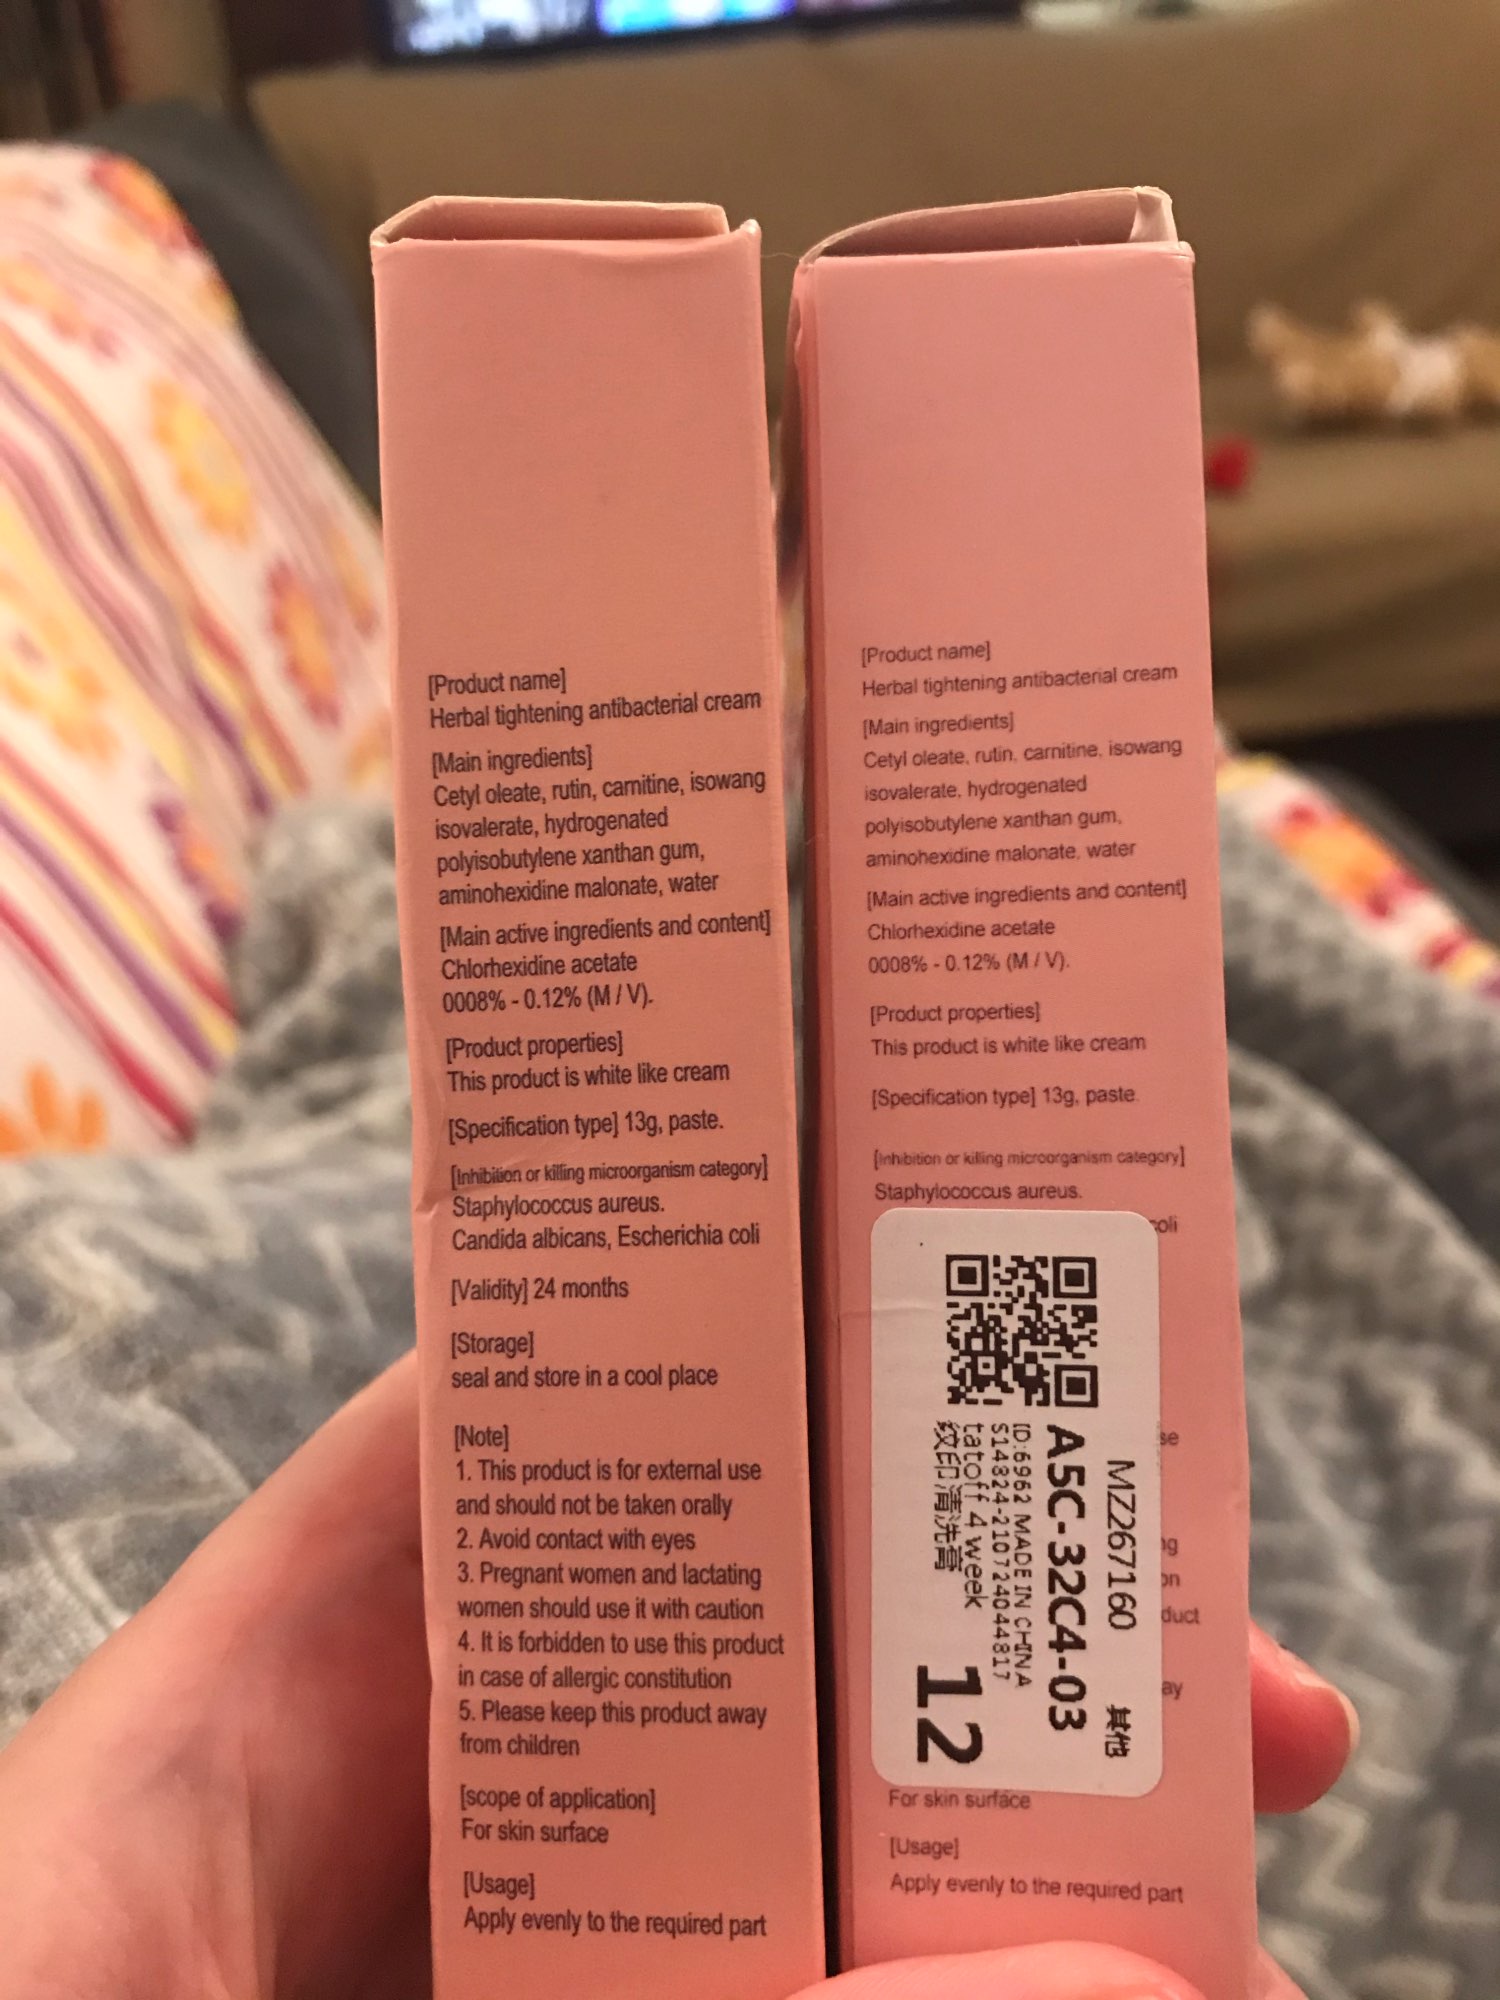 [Product name]
Herbal tightening antibacterial cream
[Main ingredients]
Cetyl oleate, rutin, carnitine, isowang
isovalerate, hydrogenated
polyisobutylene xanthan gum,
aminohexidine malonate, water
[Main active ingredients and content]
Chlorhexidine acetate
0008% - 0.12% (M / V).
[Product properties]
This product is white like cream
[Specification type] 13g, paste.
[Inhibition or killing microorganism category]
Staphylococcus aureus.
Candida albicans, Escherichia coli
[Validity] 24 months
[Storage]
seal and store in a cool place
[Note]
1. This product is for external use
and should not be taken orally
2. Avoid contact with eyes
3. Pregnant women and lactating
women should use it with caution
4. It is forbidden to use this product
in case of allergic constitution
5. Please keep this product away
from children
[scope of application]
For skin surface
[Usage]
Apply evenly to the required part
[Product name]
Herbal tightening antibacterial cream
[Main ingredients]
Cetyl oleate, rutin, carnitine, isowang
isovalerate, hydrogenated
polyisobutylene xanthan gum,
aminohexidine malonate, water
[Main active ingredients and content]
Chlorhexidine acetate
0008% - 0.12% (M / V).
[Product properties]
This product is white like cream
[Specification type] 13g, paste.
[Inhibition or killing microorganism category]
Staphylococcus aureus.
coli
MZ267160 其他
A5C-32C4-03
ID:6962 MADE IN CHINA
S14824-210724044817
tatoff 4 week
纹印清洗膏
12
se
ng
on
duct
ay
For skin surface
[Usage]
Apply evenly to the required part